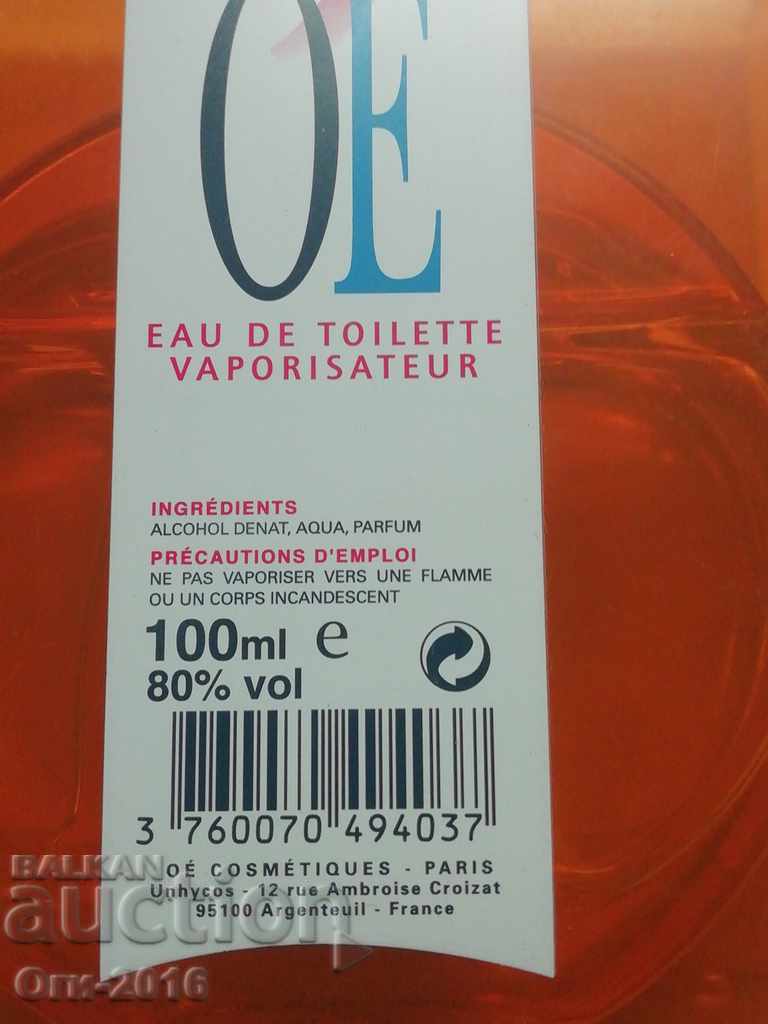 OÉ
EAU DE TOILETTE
VAPORISATEUR
INGRÉDIENTS
ALCOHOL DENAT, AQUA, PARFUM
PRÉCAUTIONS D'EMPLOI
NE PAS VAPORISER VERS UNE FLAMME
OU UN CORPS INCANDESCENT
100ml e
80% vol
3 760070 494037
OÉ COSMÉTIQUES - PARIS
Unhycos - 12 rue Ambroise Croizat
95100 Argenteuil - France
BALKAN
auction
Огк-2016